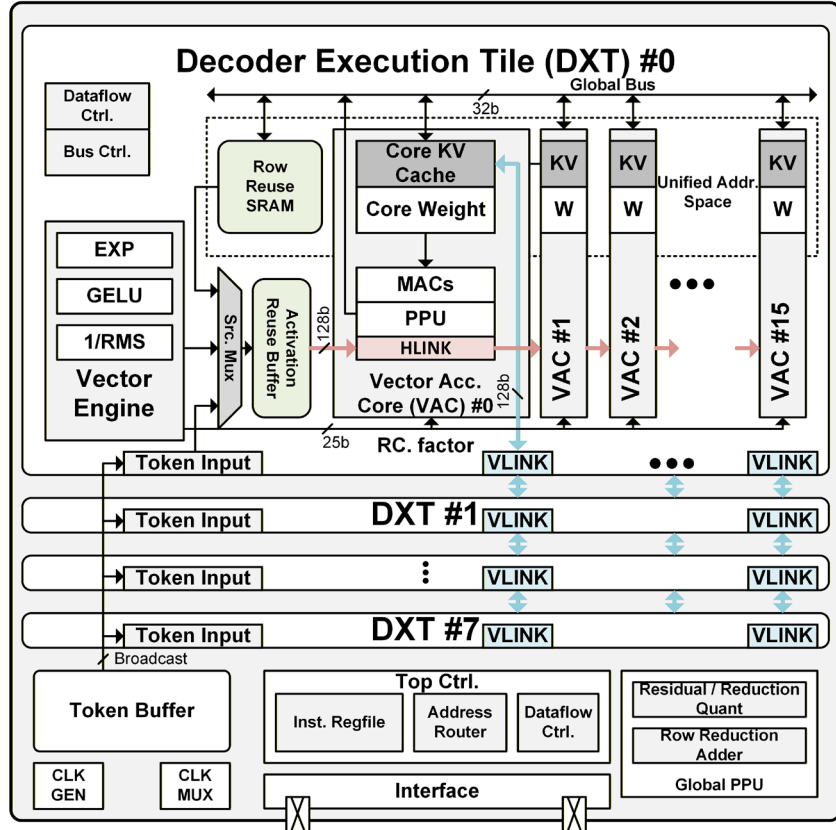 Decoder Execution Tile (DXT) #0
Global Bus
32b
Dataflow
Ctrl.
Bus Ctrl.
Row
Reuse
SRAM
Core KV
Cache
Core Weight
KV
W
KV
W
Unified Addr.
Space
KV
W
EXP
GELU
1/RMS
Vector
Engine
Src. Mux
Activation
Reuse Buffer
128b
MACs
PPU
HLINK
Vector Acc.
Core (VAC) #0
128b
VAC #1
VAC #2
VAC #15
25b
RC. factor
Token Input
VLINK
VLINK
Token Input
DXT #1
VLINK
VLINK
Token Input
VLINK
VLINK
Token Input
DXT #7
VLINK
VLINK
Broadcast
Token Buffer
CLK
GEN
CLK
MUX
Top Ctrl.
Inst. Regfile
Address
Router
Dataflow
Ctrl.
Interface
Residual / Reduction
Quant
Row Reduction
Adder
Global PPU